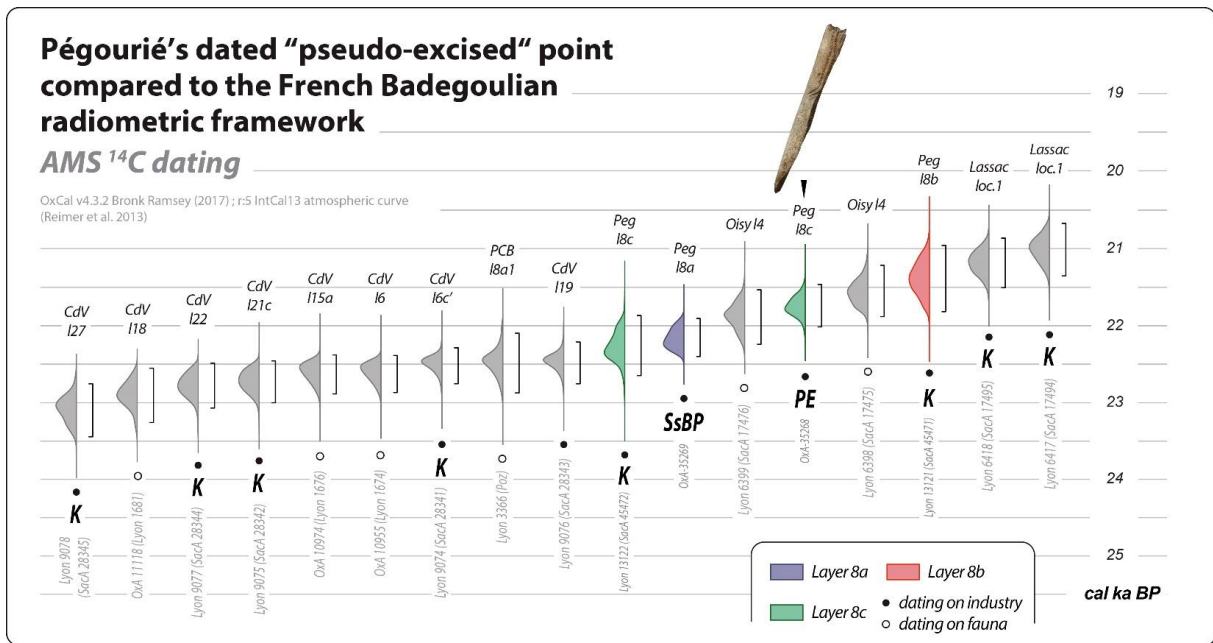 Pégourié's dated "pseudo-excised" point
compared to the French Badegoulian
radiometric framework
AMS ¹⁴C dating
OxCal v4.3.2 Bronk Ramsey (2017) ; r:5 IntCal13 atmospheric curve
(Reimer et al. 2013)
19
20
21
22
23
24
25
cal ka BP
CdV
l27
K
Lyon 9078
(SacA 28345)
CdV
l18
OxA 11118 (Lyon 1681)
CdV
l22
K
Lyon 9077 (SacA 28344)
CdV
l21c
K
Lyon 9075 (SacA 28342)
CdV
l15a
OxA 10974 (Lyon 1676)
CdV
l6
OxA 10955 (Lyon 1674)
CdV
l6c'
K
Lyon 9074 (SacA 28341)
PCB
l8a1
Lyon 3366 (Poz)
CdV
l19
Lyon 9076 (SacA 28343)
Peg
l8c
K
Lyon 13122 (SacA 45472)
Peg
l8a
SsBP
OxA-35269
Oisy l4
Lyon 6399 (SacA 17476)
Peg
l8c
PE
OxA-35268
Oisy l4
Lyon 6398 (SacA 17475)
Peg
l8b
K
Lyon 13121 (SacA 45471)
Lassac
loc.1
K
Lyon 6418 (SacA 17495)
Lassac
loc.1
K
Lyon 6417 (SacA 17494)
Layer 8a
Layer 8b
Layer 8c
dating on industry
dating on fauna